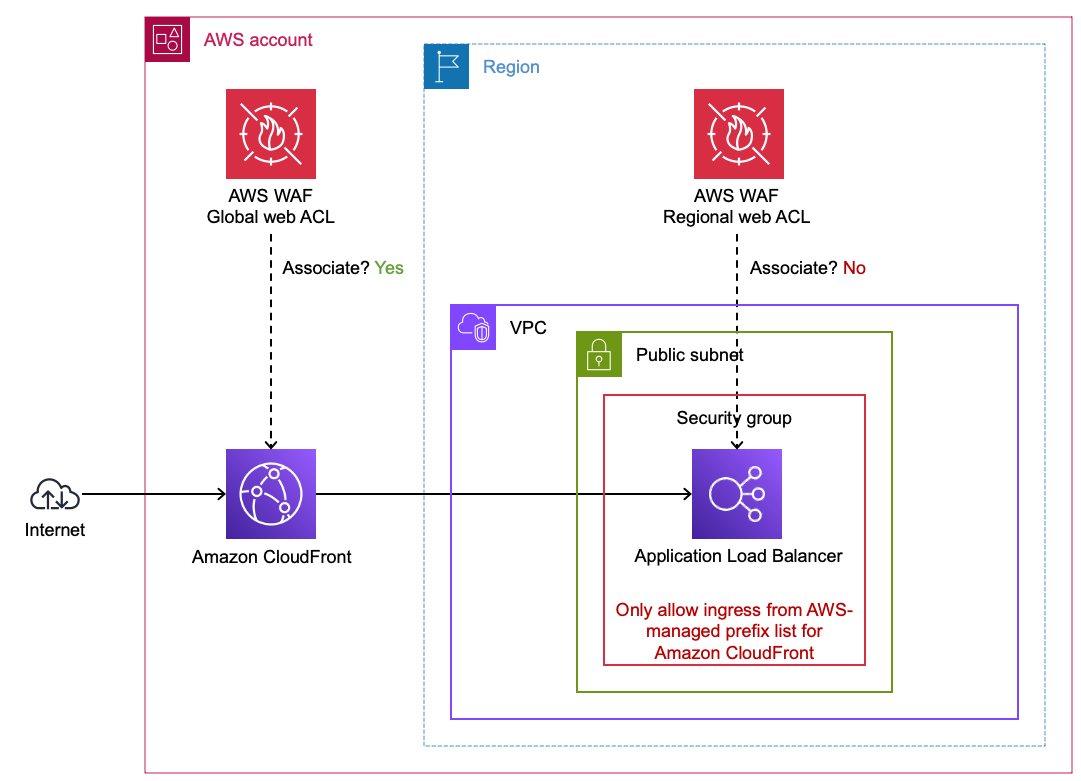 AWS account
Region
AWS WAF
Global web ACL
AWS WAF
Regional web ACL
Associate? Yes
Associate? No
VPC
Public subnet
Security group
Internet
Amazon CloudFront
Application Load Balancer
Only allow ingress from AWS-
managed prefix list for
Amazon CloudFront